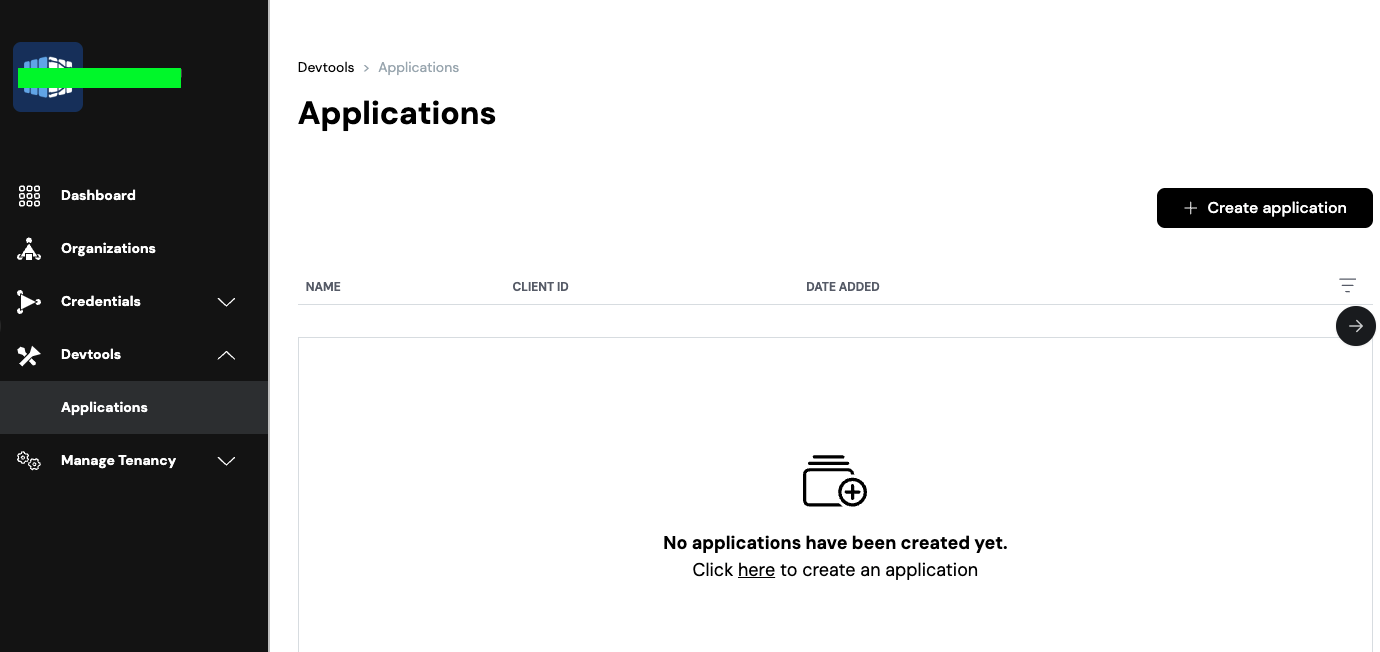 Devtools > Applications
Applications
Dashboard
Organizations
Credentials
Devtools
Applications
Manage Tenancy
+ Create application
NAME CLIENT ID DATE ADDED
No applications have been created yet.
Click here to create an application